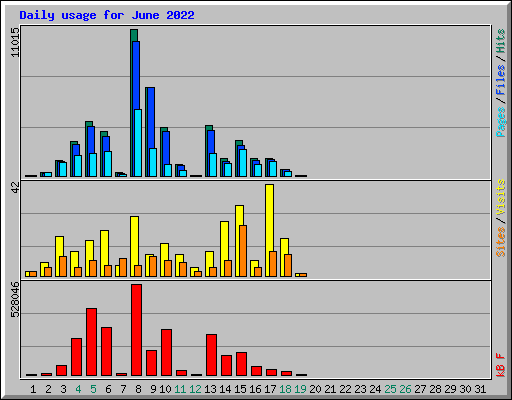 Daily usage for June 2022
11015
Pages / Files / Hits
42
Sites / Visits
528046
kB F
1 2 3 4 5 6 7 8 9 10 11 12 13 14 15 16 17 18 19 20 21 22 23 24 25 26 27 28 29 30 31